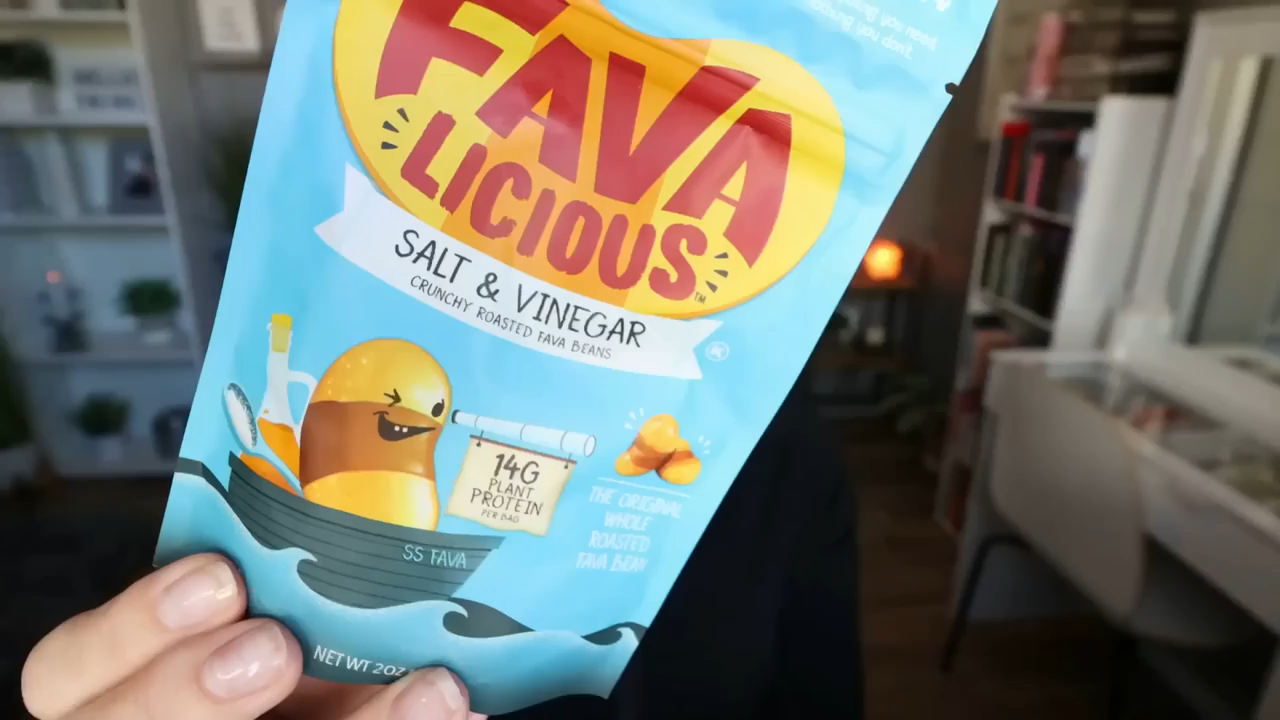 FAVA
LICIOUS™
SALT & VINEGAR
CRUNCHY ROASTED FAVA BEANS
14G
PLANT
PROTEIN
PER BAG
THE ORIGINAL
WHOLE
ROASTED
FAVA BEAN
SS FAVA
NET WT 2OZ